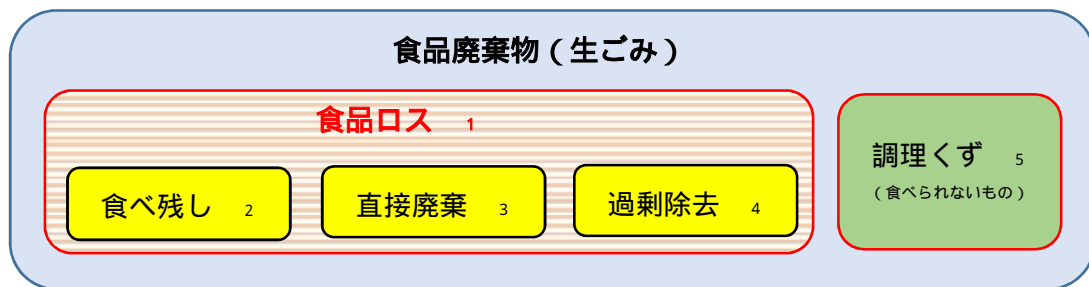 食品廃棄物(生ごみ)
食品ロス 1
食べ残し 2
直接廃棄 3
過剰除去 4
調理くず 5
(食べられないもの)